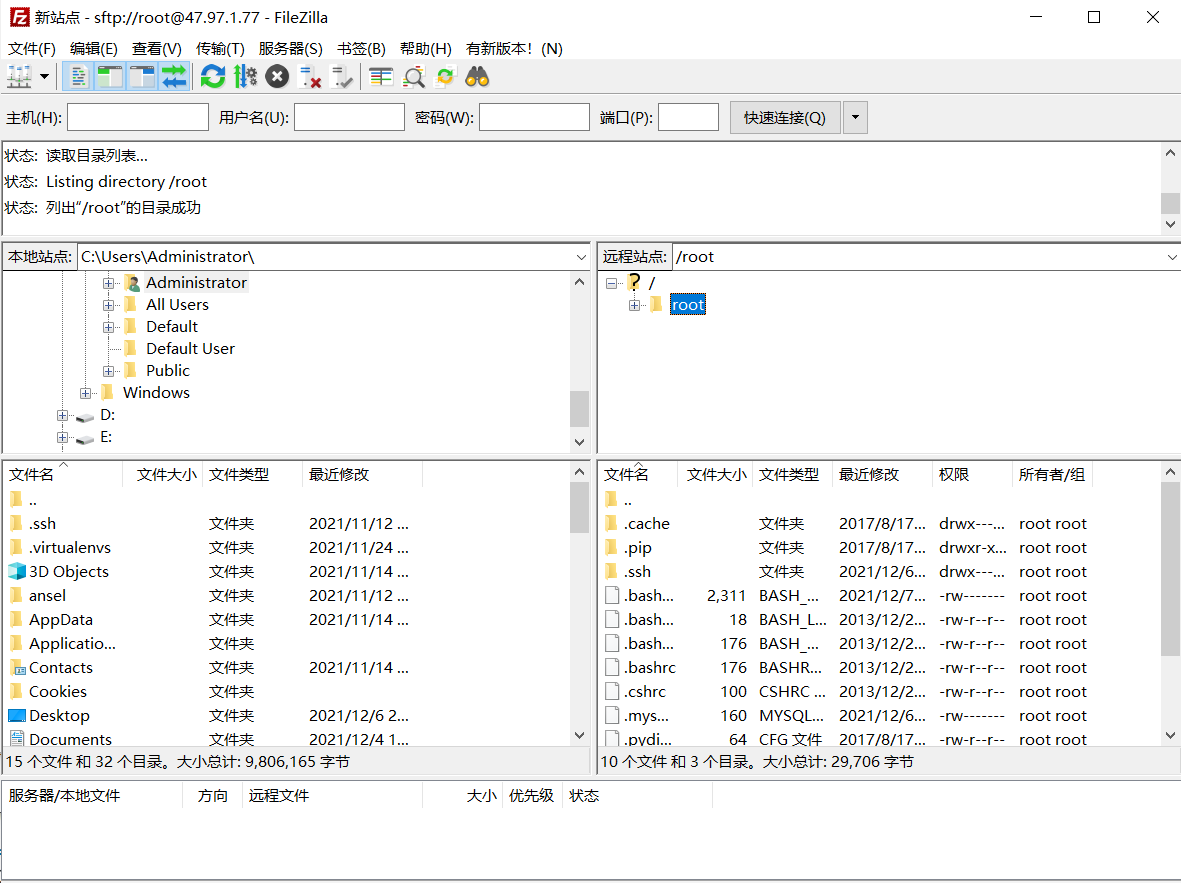 新站点 - sftp://root@47.97.1.77 - FileZilla
文件(F) 编辑(E) 查看(V) 传输(T) 服务器(S) 书签(B) 帮助(H) 有新版本！(N)
主机(H): 用户名(U): 密码(W): 端口(P): 快速连接(Q)
状态: 读取目录列表...
状态: Listing directory /root
状态: 列出“/root”的目录成功
本地站点: C:\Users\Administrator\
Administrator
All Users
Default
Default User
Public
Windows
D:
E:
远程站点: /root
/
root
文件名 文件大小 文件类型 最近修改
..
.ssh 文件夹 2021/11/12 ...
.virtualenvs 文件夹 2021/11/24 ...
3D Objects 文件夹 2021/11/14 ...
ansel 文件夹 2021/11/12 ...
AppData 文件夹 2021/11/14 ...
Applicatio... 文件夹
Contacts 文件夹 2021/11/14 ...
Cookies 文件夹
Desktop 文件夹 2021/12/6 2...
Documents 文件夹 2021/12/4 1...
15 个文件 和 32 个目录。大小总计: 9,806,165 字节
文件名 文件大小 文件类型 最近修改 权限 所有者/组
..
.cache 文件夹 2017/8/17... drwx---... root root
.pip 文件夹 2017/8/17... drwxr-x... root root
.ssh 文件夹 2021/12/6... drwx---... root root
.bash... 2,311 BASH_... 2021/12/7... -rw------- root root
.bash... 18 BASH_L... 2013/12/2... -rw-r--r-- root root
.bash... 176 BASH_... 2013/12/2... -rw-r--r-- root root
.bashrc 176 BASHR... 2013/12/2... -rw-r--r-- root root
.cshrc 100 CSHRC ... 2013/12/2... -rw-r--r-- root root
.mys... 160 MYSQL... 2021/12/6... -rw------- root root
.pydi... 64 CFG 文件 2017/8/17... -rw-r--r-- root root
10 个文件 和 3 个目录。大小总计: 29,706 字节
服务器/本地文件 方向 远程文件 大小 优先级 状态